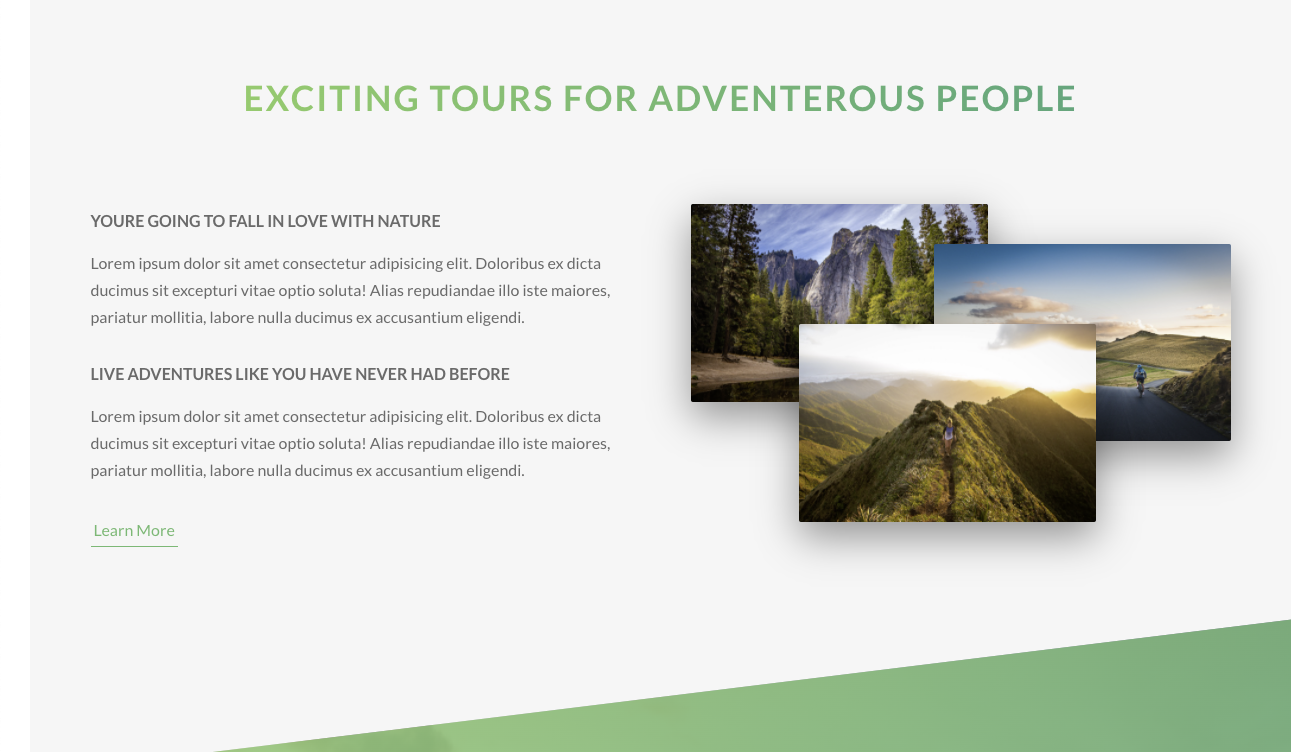 EXCITING TOURS FOR ADVENTEROUS PEOPLE
YOURE GOING TO FALL IN LOVE WITH NATURE
Lorem ipsum dolor sit amet consectetur adipisicing elit. Doloribus ex dicta
ducimus sit excepturi vitae optio soluta! Alias repudiandae illo iste maiores,
pariatur mollitia, labore nulla ducimus ex accusantium eligendi.
LIVE ADVENTURES LIKE YOU HAVE NEVER HAD BEFORE
Lorem ipsum dolor sit amet consectetur adipisicing elit. Doloribus ex dicta
ducimus sit excepturi vitae optio soluta! Alias repudiandae illo iste maiores,
pariatur mollitia, labore nulla ducimus ex accusantium eligendi.
Learn More